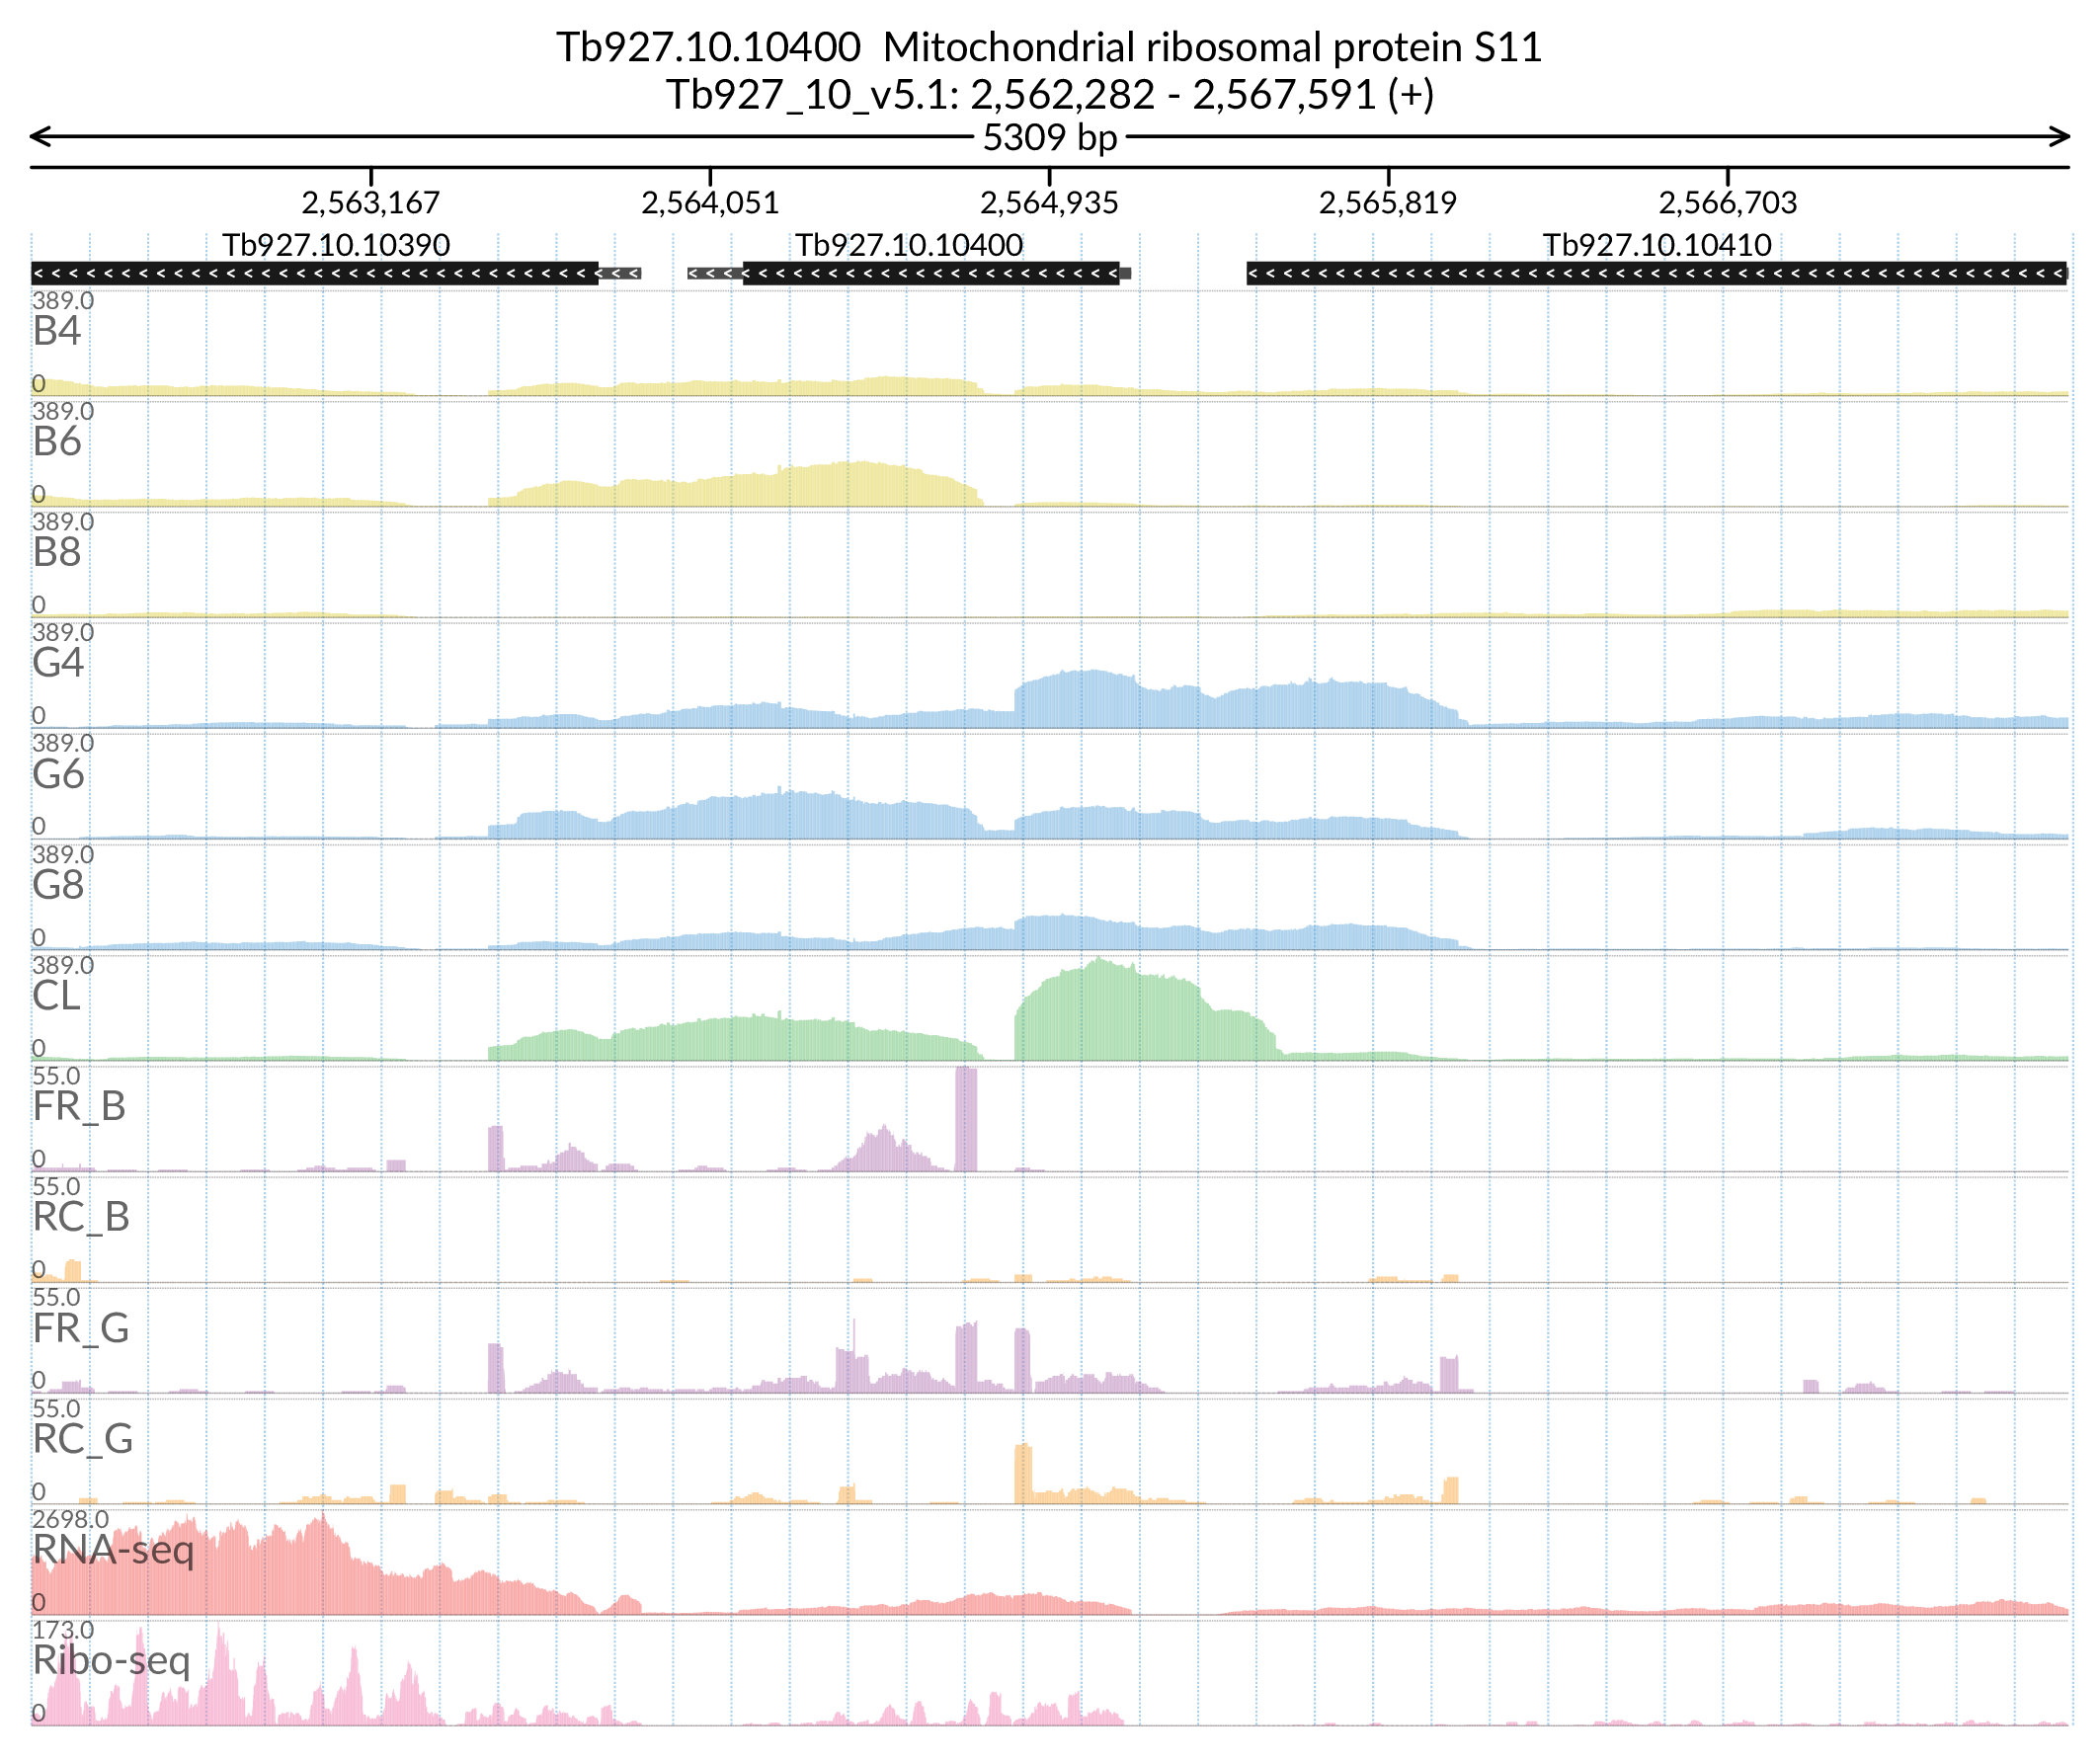 Tb927.10.10400  Mitochondrial ribosomal protein S11
Tb927_10_v5.1: 2,562,282 - 2,567,591 (+)
5309 bp
2,563,167 2,564,051 2,564,935 2,565,819 2,566,703
Tb927.10.10390 Tb927.10.10400 Tb927.10.10410
389.0
B4
0
389.0
B6
0
389.0
B8
0
389.0
G4
0
389.0
G6
0
389.0
G8
0
389.0
CL
0
55.0
FR_B
0
55.0
RC_B
0
55.0
FR_G
0
55.0
RC_G
0
2698.0
RNA-seq
0
173.0
Ribo-seq
0